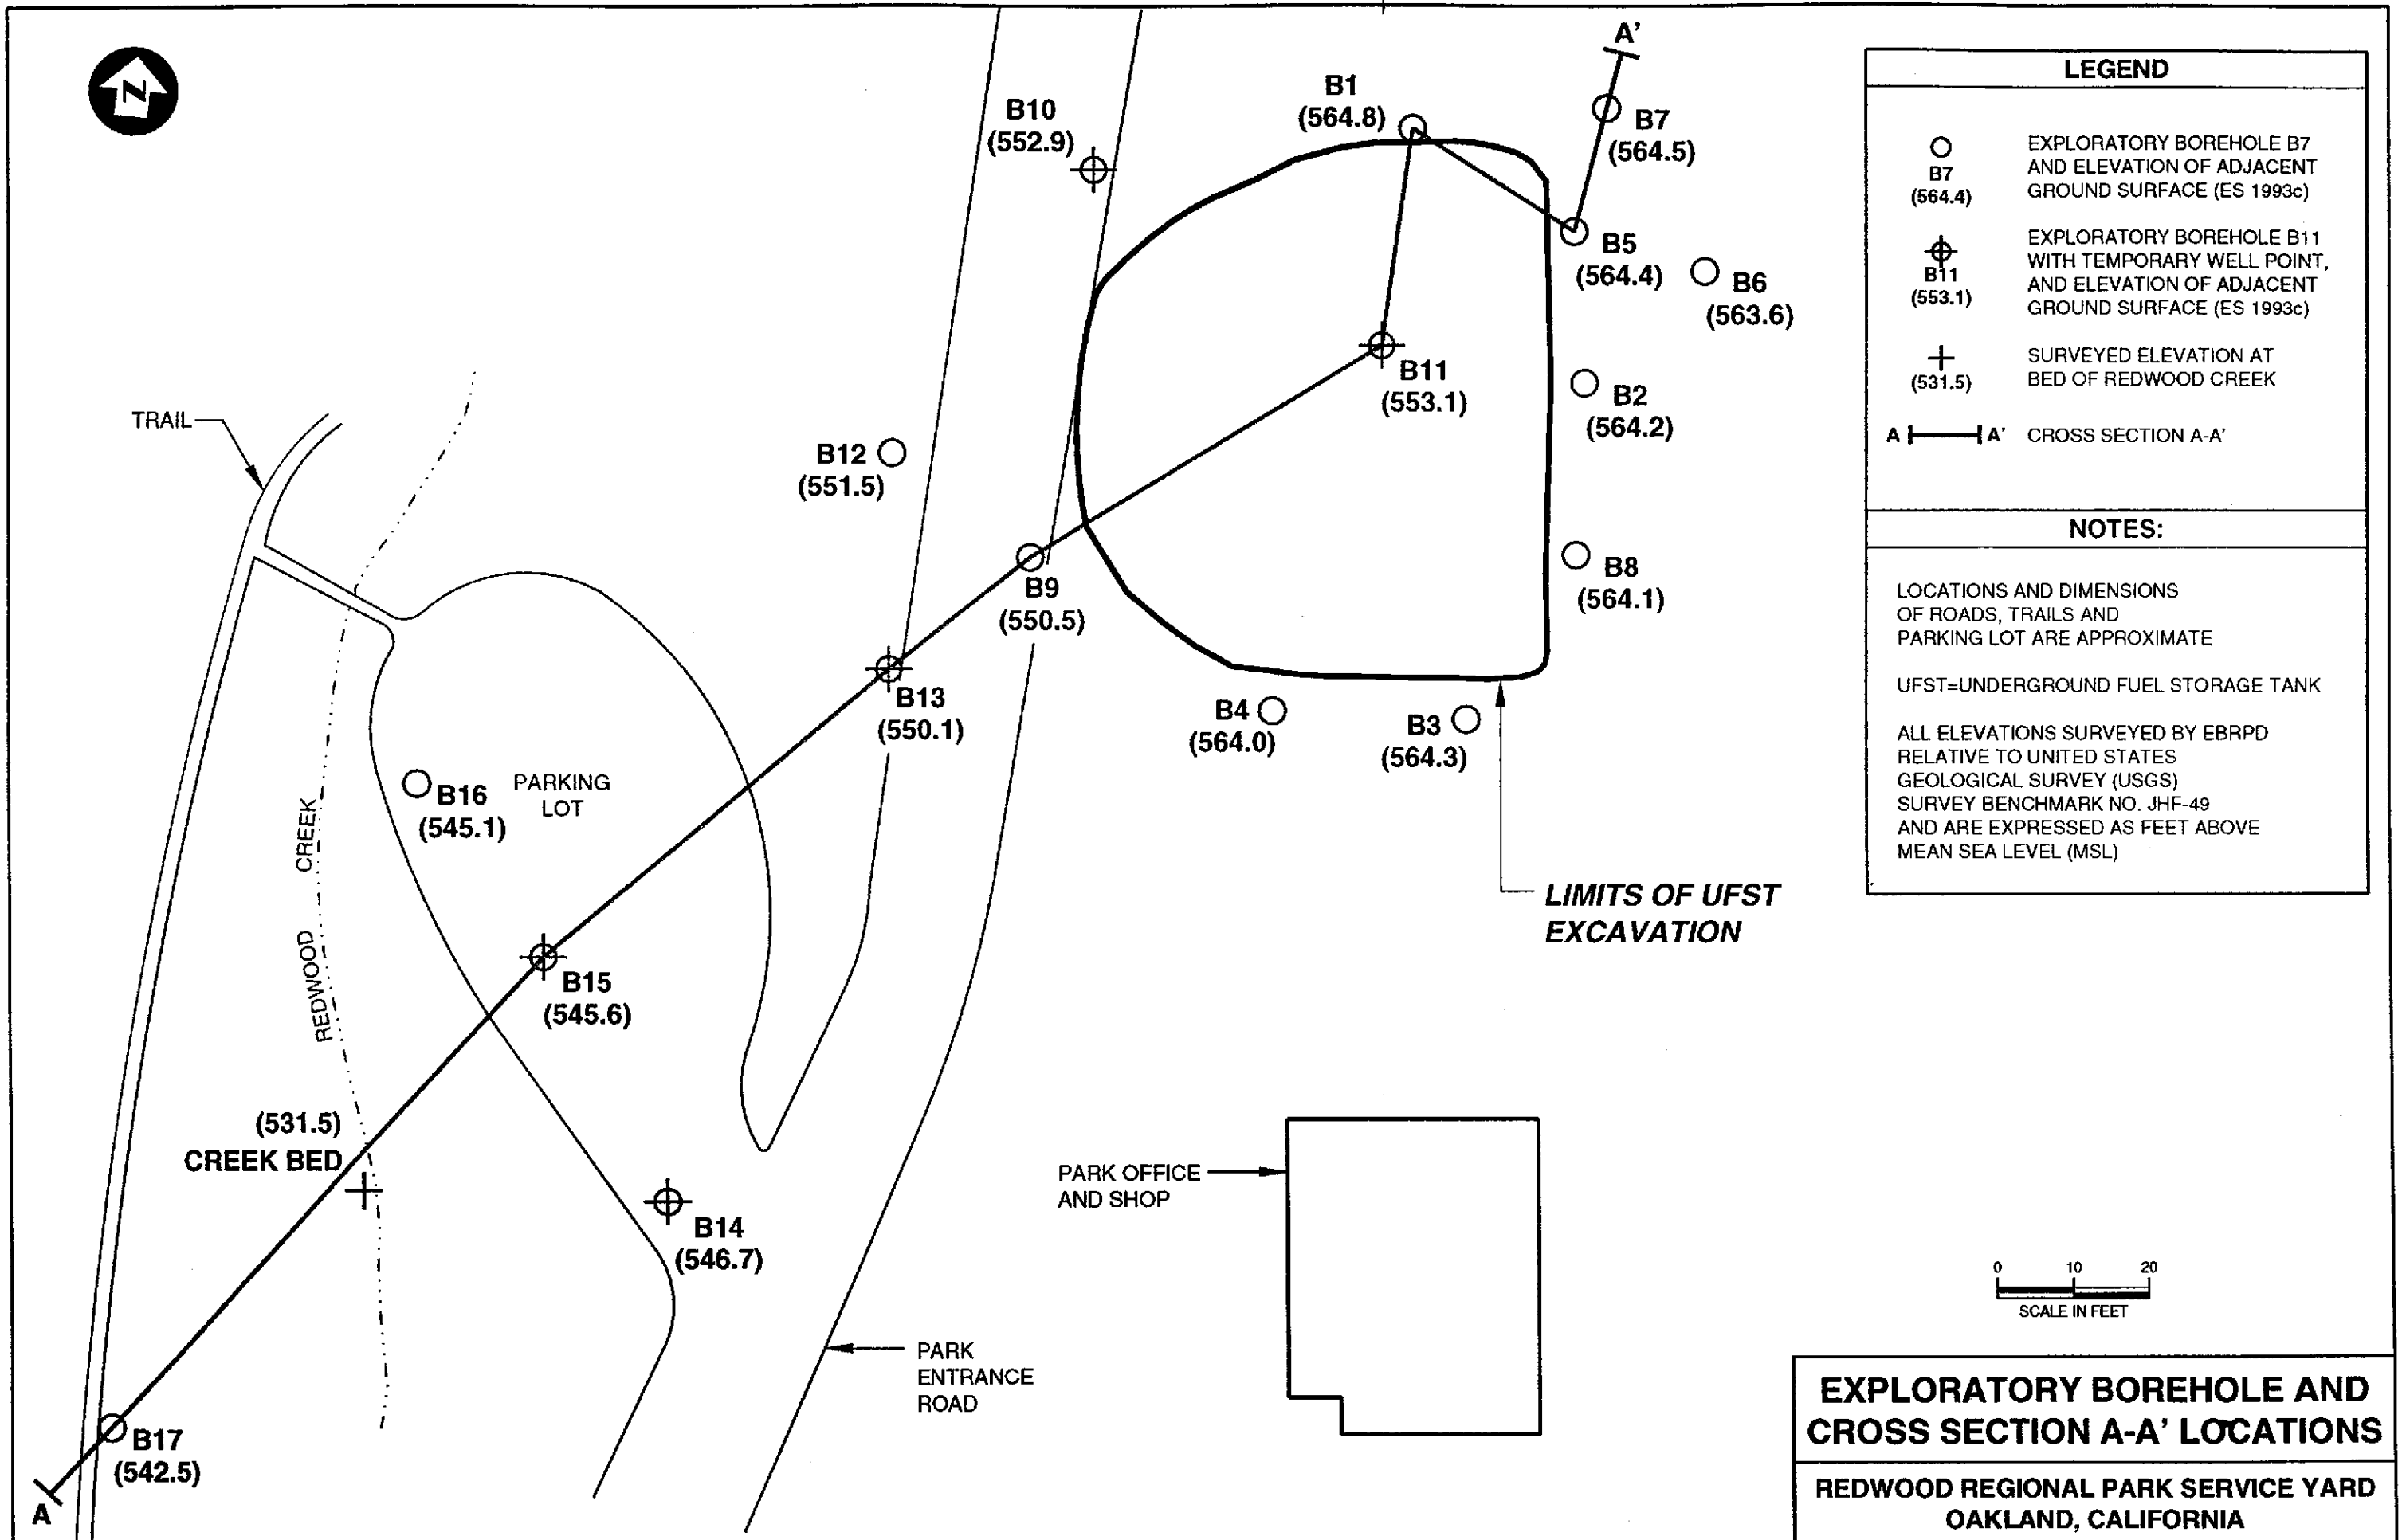 N
A'
B1
(564.8)
B7
(564.5)
B10
(552.9)
B5
(564.4)
B6
(563.6)
B11
(553.1)
B2
(564.2)
TRAIL
B12
(551.5)
B8
(564.1)
B9
(550.5)
B13
(550.1)
B4
(564.0)
B3
(564.3)
B16
(545.1)
PARKING
LOT
REDWOOD CREEK
LIMITS OF UFST
EXCAVATION
B15
(545.6)
(531.5)
CREEK BED
B14
(546.7)
PARK OFFICE
AND SHOP
PARK
ENTRANCE
ROAD
B17
(542.5)
A
LEGEND
B7
(564.4)
EXPLORATORY BOREHOLE B7
AND ELEVATION OF ADJACENT
GROUND SURFACE (ES 1993c)
B11
(553.1)
EXPLORATORY BOREHOLE B11
WITH TEMPORARY WELL POINT,
AND ELEVATION OF ADJACENT
GROUND SURFACE (ES 1993c)
(531.5)
SURVEYED ELEVATION AT
BED OF REDWOOD CREEK
A A' CROSS SECTION A-A'
NOTES:
LOCATIONS AND DIMENSIONS
OF ROADS, TRAILS AND
PARKING LOT ARE APPROXIMATE
UFST=UNDERGROUND FUEL STORAGE TANK
ALL ELEVATIONS SURVEYED BY EBRPD
RELATIVE TO UNITED STATES
GEOLOGICAL SURVEY (USGS)
SURVEY BENCHMARK NO. JHF-49
AND ARE EXPRESSED AS FEET ABOVE
MEAN SEA LEVEL (MSL)
0 10 20
SCALE IN FEET
EXPLORATORY BOREHOLE AND
CROSS SECTION A-A' LOCATIONS
REDWOOD REGIONAL PARK SERVICE YARD
OAKLAND, CALIFORNIA